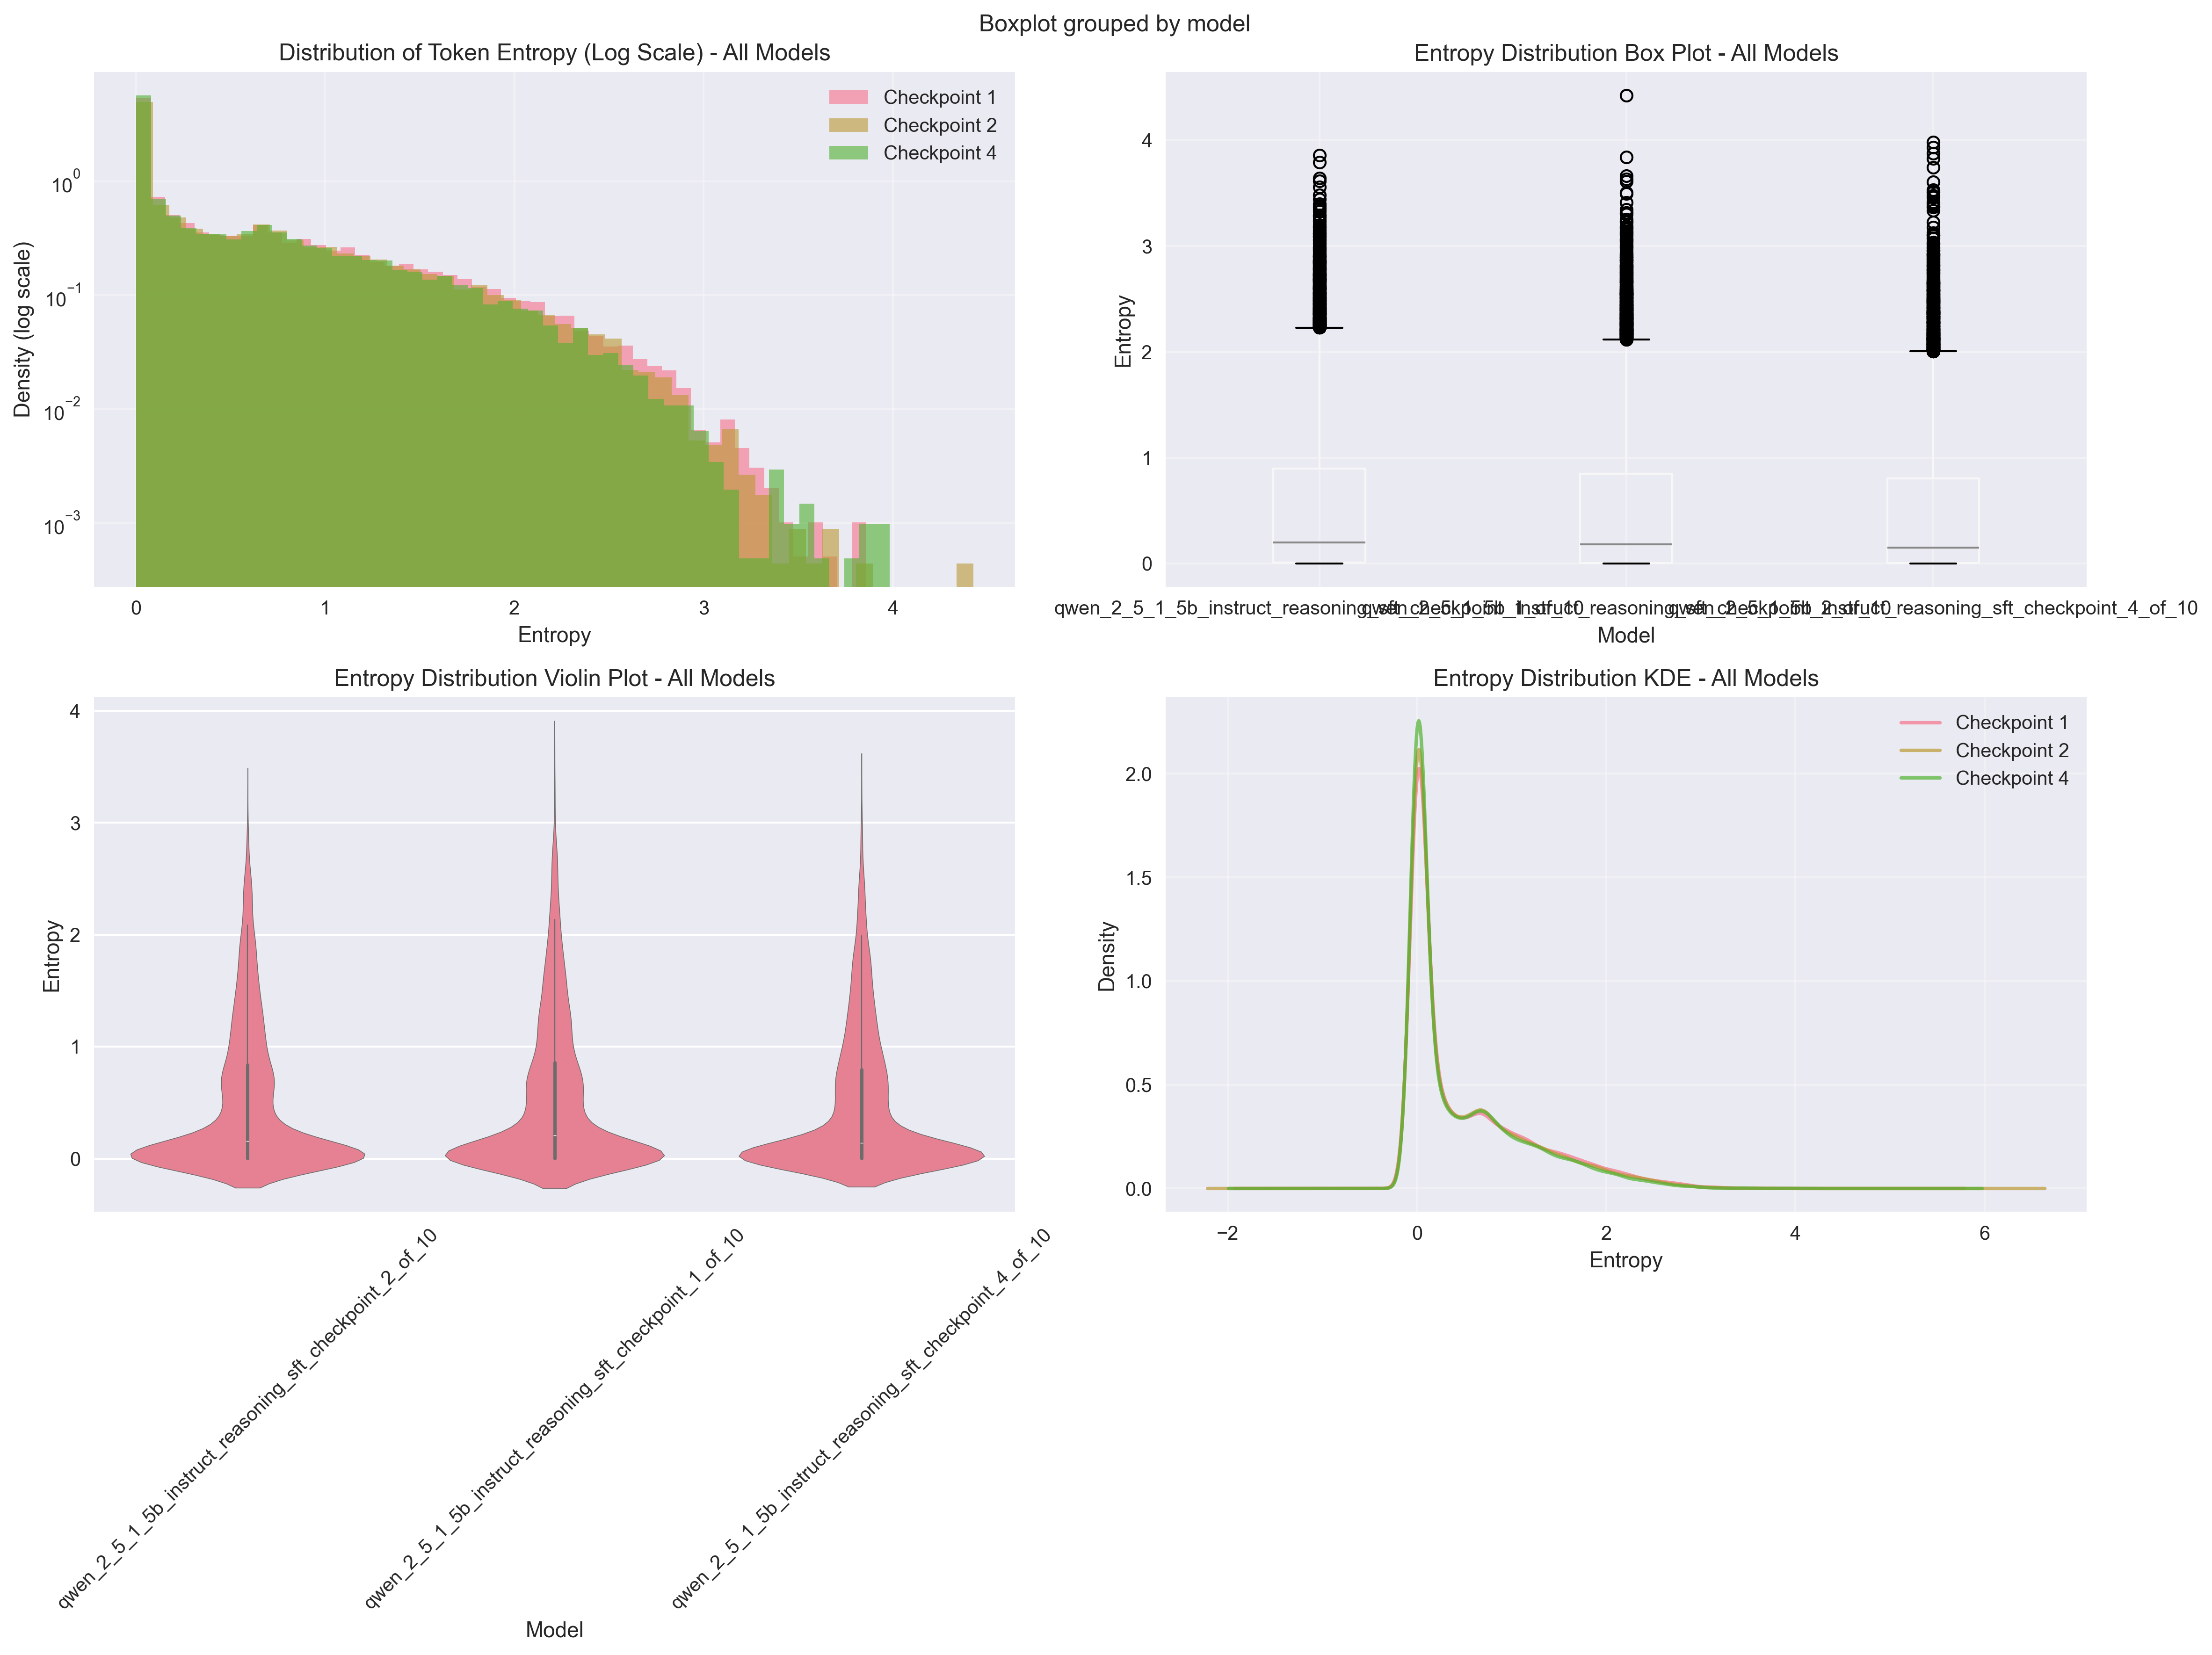 Boxplot grouped by model
Distribution of Token Entropy (Log Scale) - All Models
Density (log scale)
10^0
10^-1
10^-2
10^-3
Checkpoint 1
Checkpoint 2
Checkpoint 4
0 1 2 3 4
Entropy
Entropy Distribution Box Plot - All Models
Entropy
4
3
2
1
0
qwen_2_5_1_5b_instruct_reasoning_sft_checkpoint_1_of_10
qwen_2_5_1_5b_instruct_reasoning_sft_checkpoint_2_of_10
qwen_2_5_1_5b_instruct_reasoning_sft_checkpoint_4_of_10
Model
Entropy Distribution Violin Plot - All Models
Entropy
4
3
2
1
0
qwen_2_5_1_5b_instruct_reasoning_sft_checkpoint_2_of_10
qwen_2_5_1_5b_instruct_reasoning_sft_checkpoint_1_of_10
qwen_2_5_1_5b_instruct_reasoning_sft_checkpoint_4_of_10
Model
Entropy Distribution KDE - All Models
Density
2.0
1.5
1.0
0.5
0.0
Checkpoint 1
Checkpoint 2
Checkpoint 4
−2 0 2 4 6
Entropy